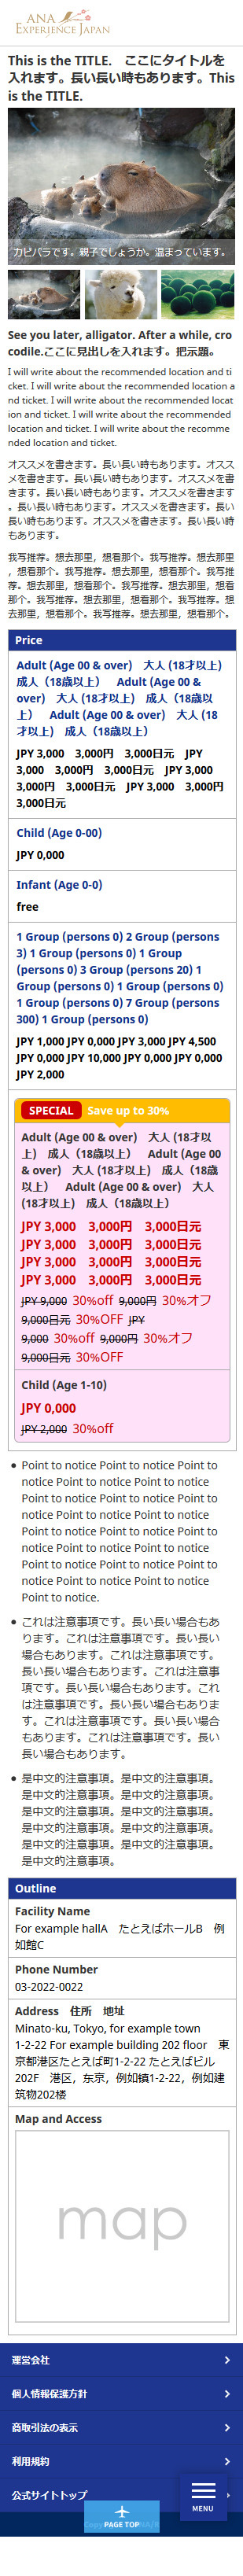 ANA
EXPERIENCE JAPAN
This is the TITLE.　ここにタイトルを
入れます。長い長い時もあります。This
is the TITLE.
カピバラです。親子でしょうか。温まっています。
See you later, alligator. After a while, cro
codile.ここに見出しを入れます。把示題。
I will write about the recommended location and ti
cket. I will write about the recommended location a
nd ticket. I will write about the recommended locat
ion and ticket. I will write about the recommended
location and ticket. I will write about the recomme
nded location and ticket.
オススメを書きます。長い長い時もあります。オスス
メを書きます。長い長い時もあります。オススメを書き
ます。長い長い時もあります。オススメを書きます
。長い長い時もあります。オススメを書きます。長い
長い時もあります。オススメを書きます。長い長い時
もあります。
我写推荐。想去那里，想看那个。我写推荐。想去那里
，想看那个。我写推荐。想去那里，想看那个。我写推
荐。想去那里，想看那个。我写推荐。想去那里，想看
那个。我写推荐。想去那里，想看那个。我写推荐。想
去那里，想看那个。我写推荐。想去那里，想看那个。
Price
Adult (Age 00 & over)　大人 (18才以上)
成人（18歳以上）　Adult (Age 00 &
over)　大人 (18才以上)　成人（18歳以
上）　Adult (Age 00 & over)　大人 (18
才以上)　成人（18歳以上）
JPY 3,000　3,000円　3,000日元　JPY
3,000　3,000円　3,000日元　JPY 3,000
3,000円　3,000日元　JPY 3,000　3,000円
3,000日元
Child (Age 0-00)
JPY 0,000
Infant (Age 0-0)
free
1 Group (persons 0) 2 Group (persons
3) 1 Group (persons 0) 1 Group
(persons 0) 3 Group (persons 20) 1
Group (persons 0) 1 Group (persons 0)
1 Group (persons 0) 7 Group (persons
300) 1 Group (persons 0)
JPY 1,000 JPY 0,000 JPY 3,000 JPY 4,500
JPY 0,000 JPY 10,000 JPY 0,000 JPY 0,000
JPY 2,000
SPECIAL Save up to 30%
Adult (Age 00 & over)　大人 (18才以
上)　成人（18歳以上）　Adult (Age 00
& over)　大人 (18才以上)　成人（18歳
以上）　Adult (Age 00 & over)　大人
(18才以上)　成人（18歳以上）
JPY 3,000　3,000円　3,000日元
JPY 3,000　3,000円　3,000日元
JPY 3,000　3,000円　3,000日元
JPY 3,000　3,000円　3,000日元
JPY 9,000 30%off 9,000円 30%オフ
9,000日元 30%OFF JPY
9,000 30%off 9,000円 30%オフ
9,000日元 30%OFF
Child (Age 1-10)
JPY 0,000
JPY 2,000 30%off
● Point to notice Point to notice Point to
notice Point to notice Point to notice
Point to notice Point to notice Point to
notice Point to notice Point to notice
Point to notice Point to notice Point to
notice Point to notice Point to notice
Point to notice Point to notice Point to
notice Point to notice Point to notice
Point to notice.
● これは注意事項です。長い長い場合もあ
ります。これは注意事項です。長い長い
場合もあります。これは注意事項です。
長い長い場合もあります。これは注意事
項です。長い長い場合もあります。これ
は注意事項です。長い長い場合もありま
す。これは注意事項です。長い長い場合
もあります。これは注意事項です。長い
長い場合もあります。
● 是中文的注意事项。是中文的注意事项。
是中文的注意事项。是中文的注意事项。
是中文的注意事项。是中文的注意事项。
是中文的注意事项。是中文的注意事项。
是中文的注意事项。是中文的注意事项。
是中文的注意事项。
Outline
Facility Name
For example hallA　たとえばホールB　例
如館C
Phone Number
03-2022-0022
Address　住所　地址
Minato-ku, Tokyo, for example town
1-2-22 For example building 202 floor　東
京都港区たとえば町1-2-22 たとえばビル
202F　港区，东京，例如镇1-2-22，例如建
筑物202楼
Map and Access
map
運営会社
個人情報保護方針
商取引法の表示
利用規約
公式サイトトップ
MENU
PAGE TOP